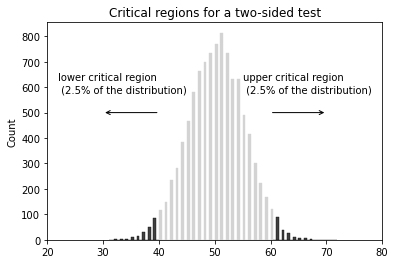 Critical regions for a two-sided test
800
700
600
500
400
300
200
100
0
Count
lower critical region
(2.5% of the distribution)
upper critical region
(2.5% of the distribution)
20
30
40
50
60
70
80